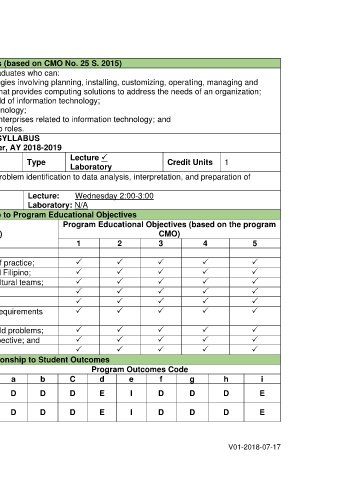 s (based on CMO No. 25 S. 2015)
aduates who can:
gies involving planning, installing, customizing, operating, managing and
hat provides computing solutions to address the needs of an organization;
ld of information technology;
nology;
nterprises related to information technology; and
o roles.
SYLLABUS
er, AY 2018-2019
Type Lecture ✓ Credit Units 1
Laboratory
roblem identification to data analysis, interpretation, and preparation of
Lecture: Wednesday 2:00-3:00
Laboratory: N/A
p to Program Educational Objectives
Program Educational Objectives (based on the program
) CMO)
1 2 3 4 5
f practice; ✓ ✓ ✓ ✓ ✓
d Filipino; ✓ ✓ ✓ ✓ ✓
ltural teams; ✓ ✓ ✓ ✓ ✓
✓ ✓ ✓ ✓ ✓
equirements ✓ ✓ ✓ ✓ ✓
ld problems; ✓ ✓ ✓ ✓ ✓
pective; and ✓ ✓ ✓ ✓ ✓
✓ ✓ ✓ ✓ ✓
onship to Student Outcomes
Program Outcomes Code
a b C d e f g h i
D D D E I D D D E
D D D E I D D D E
V01-2018-07-17